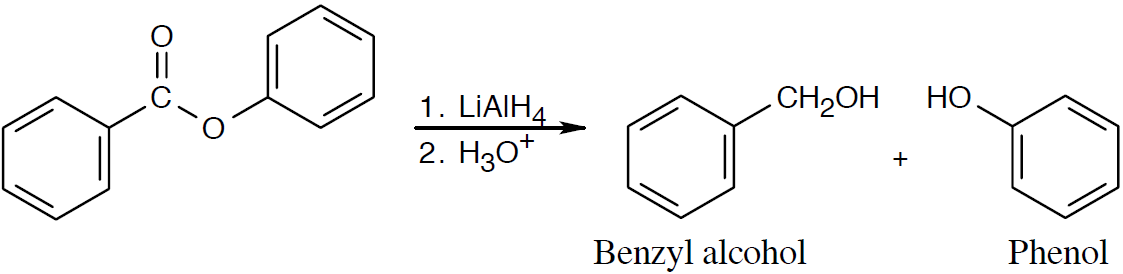 O
C
O
1. LiAlH4
2. H3O+
CH2OH
HO
+
Benzyl alcohol
Phenol